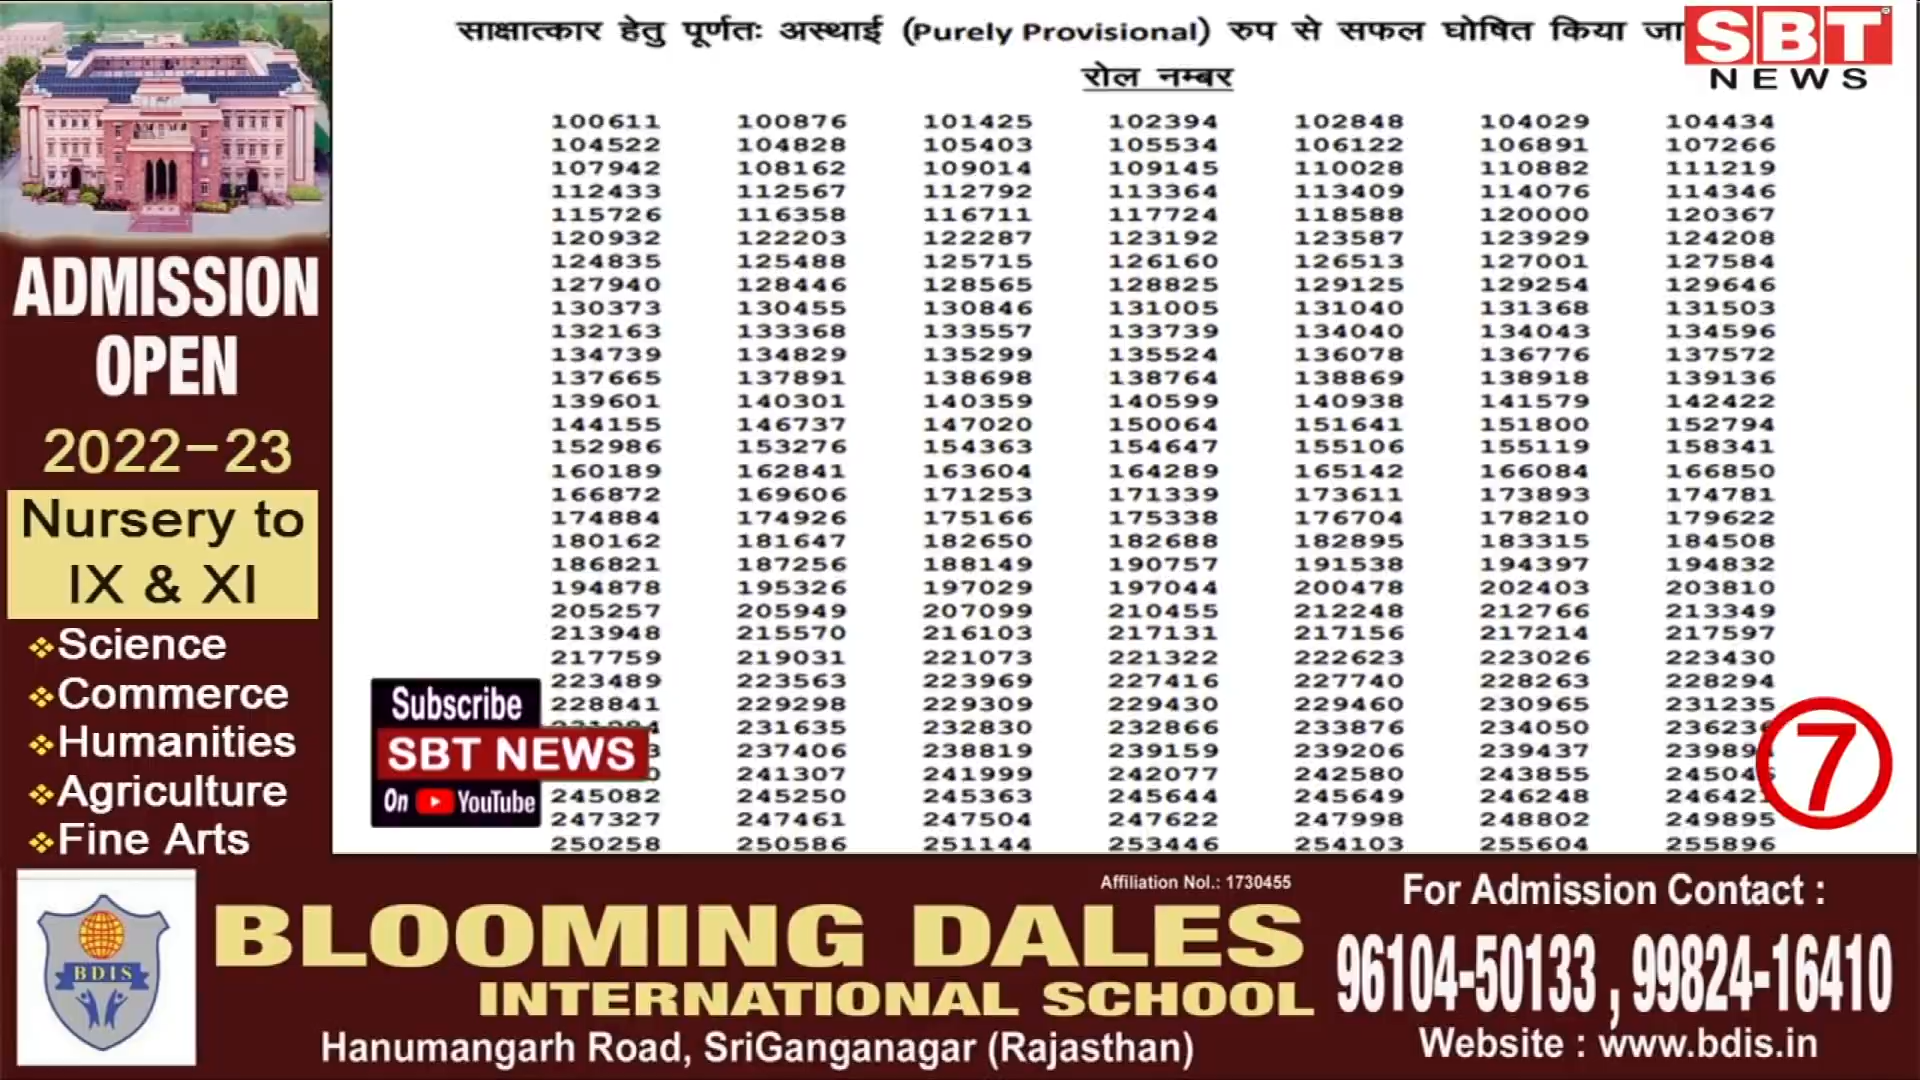 साक्षात्कार हेतु पूर्णतः अस्थाई (Purely Provisional) रुप से सफल घोषित किया जा
SBT
NEWS
रोल नम्बर
100611 100876 101425 102394 102848 104029 104434
104522 104828 105403 105534 106122 106891 107266
107942 108162 109014 109145 110028 110882 111219
112433 112567 112792 113364 113409 114076 114346
115726 116358 116711 117724 118588 120000 120367
120932 122203 122287 123192 123587 123929 124208
124835 125488 125715 126160 126513 127001 127584
127940 128446 128565 128825 129125 129254 129646
130373 130455 130846 131005 131040 131368 131503
132163 133368 133557 133739 134040 134043 134596
134739 134829 135299 135524 136078 136776 137572
137665 137891 138698 138764 138869 138918 139136
139601 140301 140359 140599 140938 141579 142422
144155 146737 147020 150064 151641 151800 152794
152986 153276 154363 154647 155106 155119 158341
160189 162841 163604 164289 165142 166084 166850
166872 169606 171253 171339 173611 173893 174781
174884 174926 175166 175338 176704 178210 179622
180162 181647 182650 182688 182895 183315 184508
186821 187256 188149 190757 191538 194397 194832
194878 195326 197029 197044 200478 202403 203810
205257 205949 207099 210455 212248 212766 213349
213948 215570 216103 217131 217156 217214 217597
217759 219031 221073 221322 222623 223026 223430
223489 223563 223969 227416 227740 228263 228294
228841 229298 229309 229430 229460 230965 231235
231635 232830 232866 233876 234050
237406 238819 239159 239206 239437
241307 241999 242077 242580 243855
245082 245250 245363 245644 245649 246248
247327 247461 247504 247622 247998 248802 249895
250258 250586 251144 253446 254103 255604 255896
7
Subscribe
SBT NEWS
On YouTube
ADMISSION
OPEN
2022-23
Nursery to
IX & XI
Science
Commerce
Humanities
Agriculture
Fine Arts
BDIS
Affiliation Nol.: 1730455
BLOOMING DALES
INTERNATIONAL SCHOOL
Hanumangarh Road, SriGanganagar (Rajasthan)
For Admission Contact :
96104-50133 , 99824-16410
Website : www.bdis.in